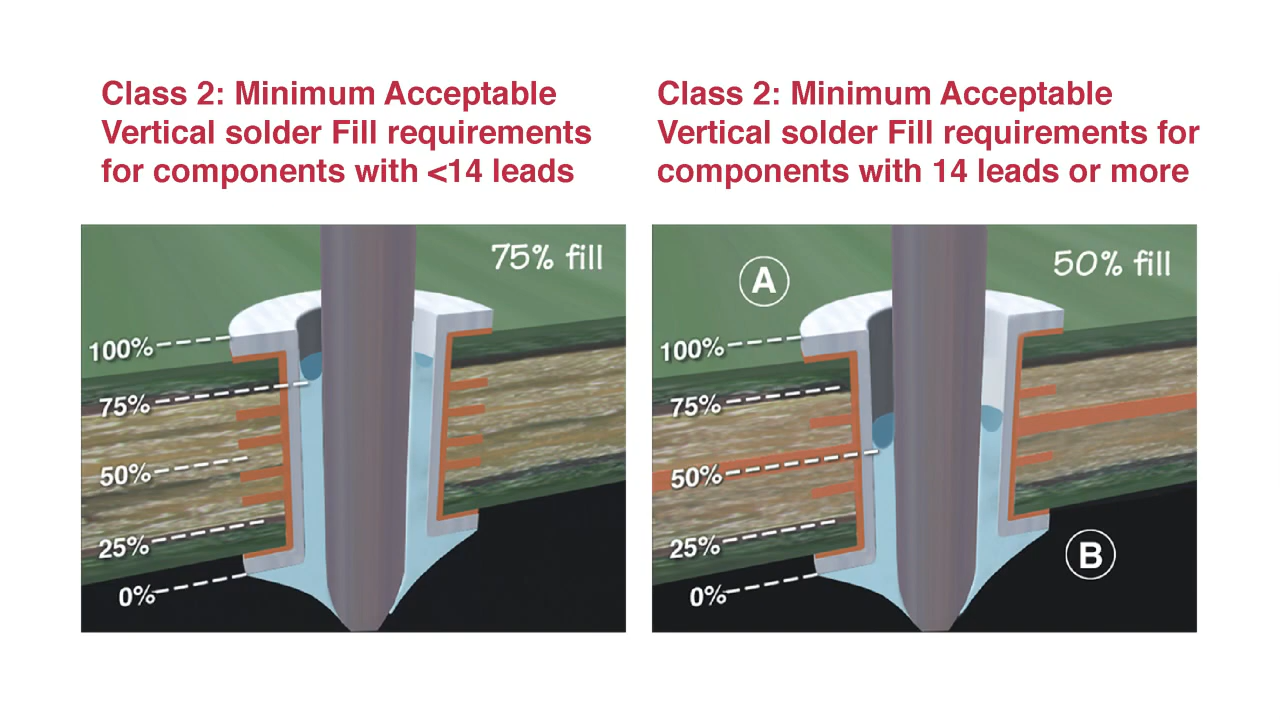 Class 2: Minimum Acceptable
Vertical solder Fill requirements
for components with <14 leads
Class 2: Minimum Acceptable
Vertical solder Fill requirements for
components with 14 leads or more
75% fill
100%
75%
50%
25%
0%
A
50% fill
100%
75%
50%
25%
0%
B